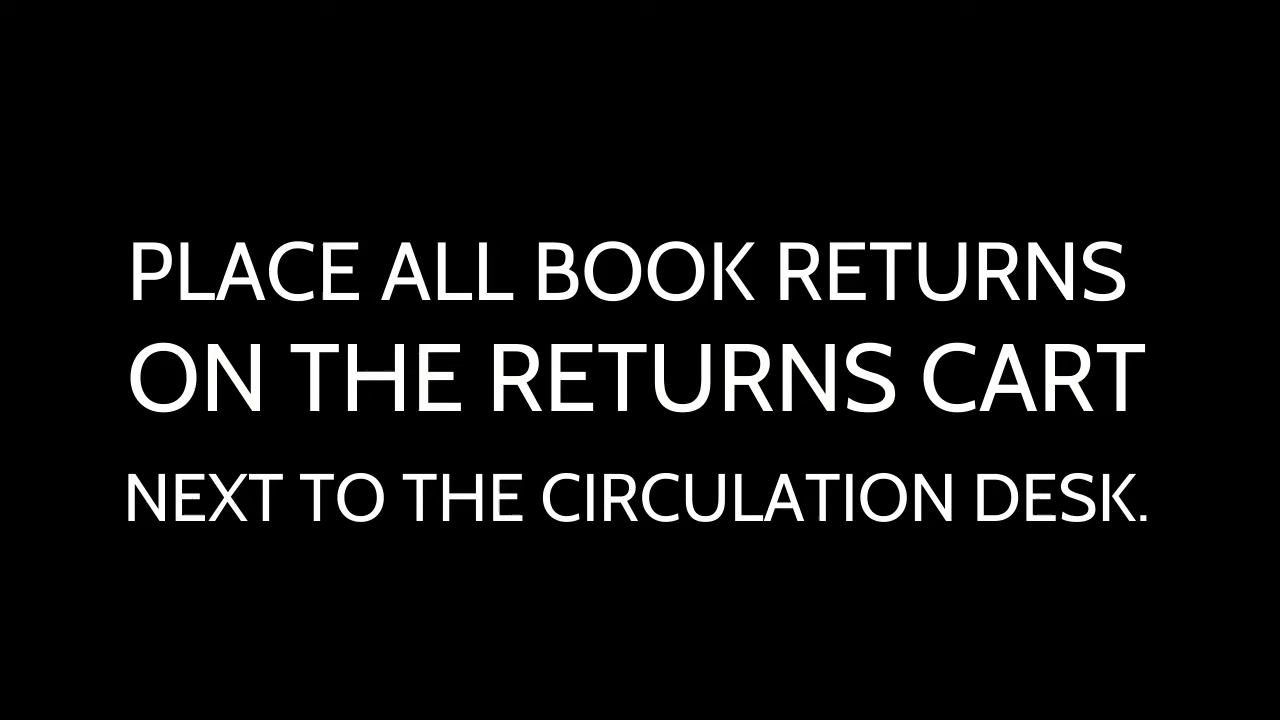 PLACE ALL BOOK RETURNS
ON THE RETURNS CART
NEXT TO THE CIRCULATION DESK.